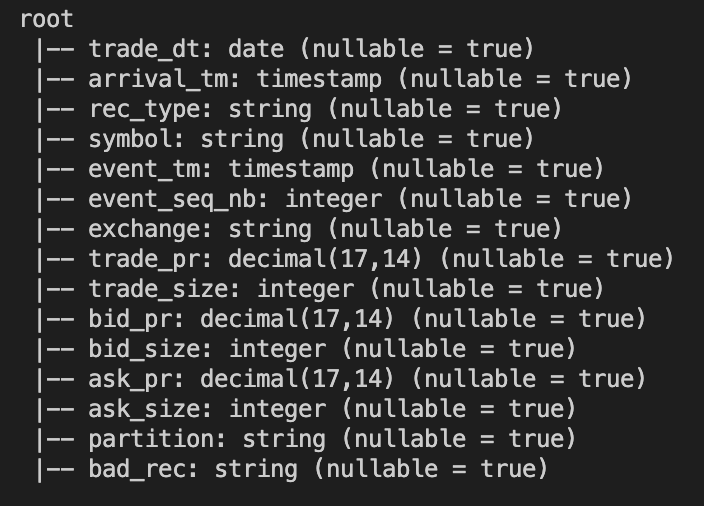 root
 |-- trade_dt: date (nullable = true)
 |-- arrival_tm: timestamp (nullable = true)
 |-- rec_type: string (nullable = true)
 |-- symbol: string (nullable = true)
 |-- event_tm: timestamp (nullable = true)
 |-- event_seq_nb: integer (nullable = true)
 |-- exchange: string (nullable = true)
 |-- trade_pr: decimal(17,14) (nullable = true)
 |-- trade_size: integer (nullable = true)
 |-- bid_pr: decimal(17,14) (nullable = true)
 |-- bid_size: integer (nullable = true)
 |-- ask_pr: decimal(17,14) (nullable = true)
 |-- ask_size: integer (nullable = true)
 |-- partition: string (nullable = true)
 |-- bad_rec: string (nullable = true)